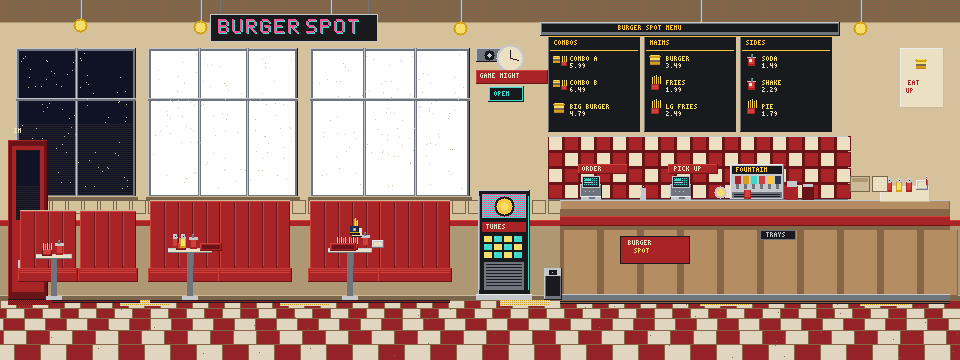 BURGER SPOT
BURGER SPOT MENU
COMBOS
COMBO A
5.99
COMBO B
6.49
BIG BURGER
4.79
MAINS
BURGER
3.49
FRIES
1.99
LG FRIES
2.99
SIDES
SODA
1.49
SHAKE
2.29
PIE
1.79
GAME NIGHT
OPEN
EAT
UP
IN
ORDER
PICK UP
FOUNTAIN
TUNES
TRAYS
BURGER
SPOT